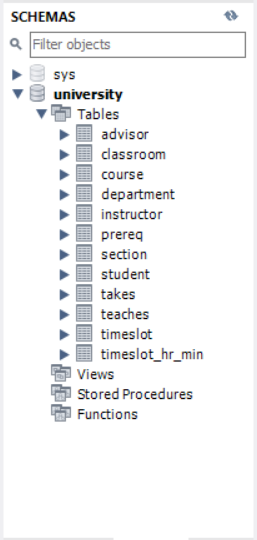 SCHEMAS
Filter objects
sys
university
Tables
advisor
classroom
course
department
instructor
prereq
section
student
takes
teaches
timeslot
timeslot_hr_min
Views
Stored Procedures
Functions